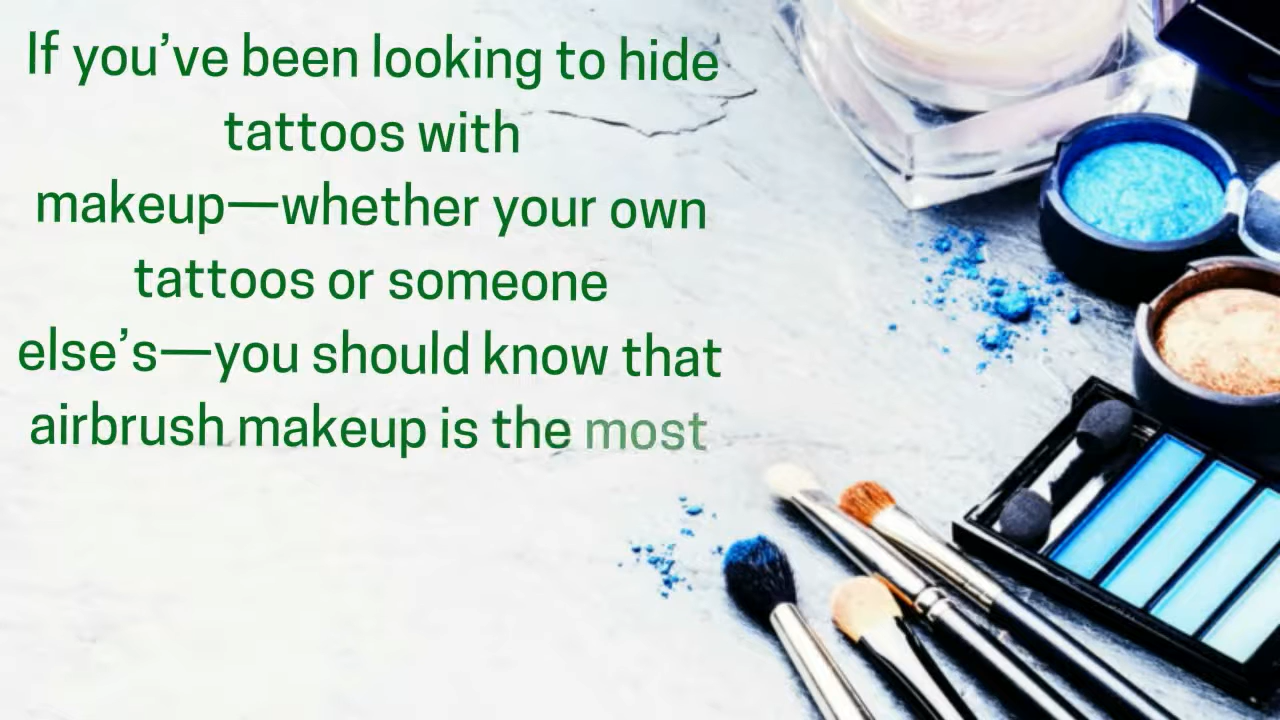 If you’ve been looking to hide
tattoos with
makeup—whether your own
tattoos or someone
else’s—you should know that
airbrush makeup is the most